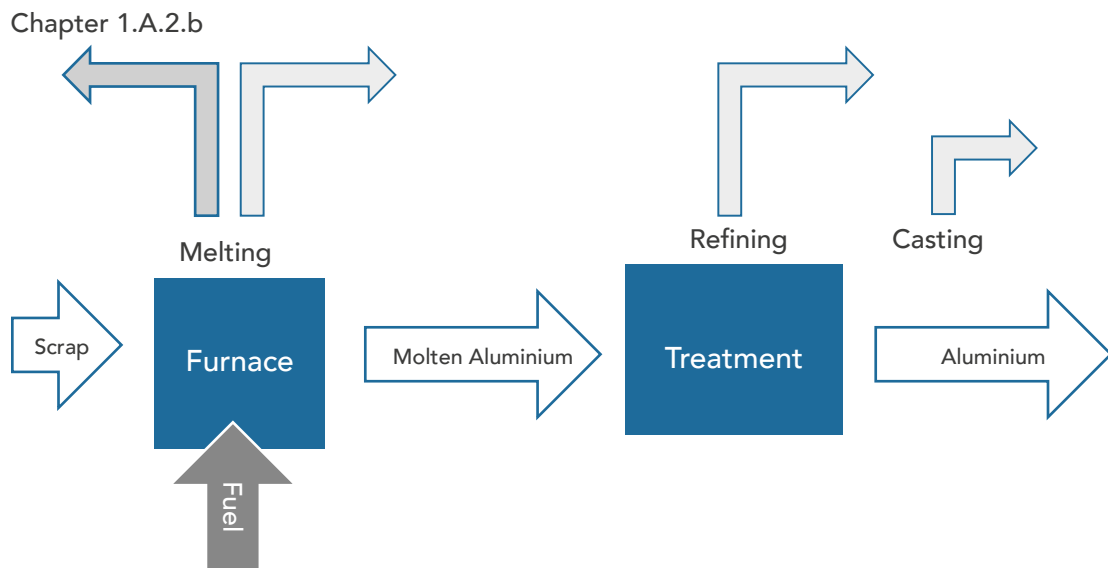 Chapter 1.A.2.b
Melting
Refining
Casting
Scrap
Furnace
Molten Aluminium
Treatment
Aluminium
Fuel